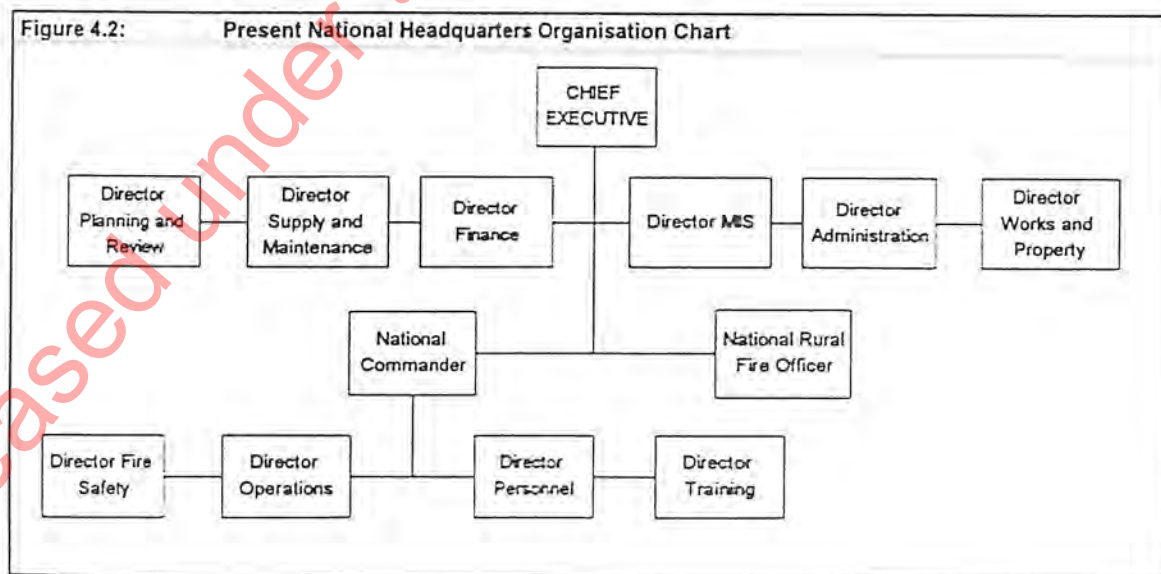 Figure 4.2: Present National Headquarters Organisation Chart
CHIEF
EXECUTIVE
Director
Planning and
Review
Director
Supply and
Maintenance
Director
Finance
Director MIS
Director
Administration
Director
Works and
Property
National
Commander
National Rural
Fire Officer
Director Fire
Safety
Director
Operations
Director
Personnel
Director
Training
ased under